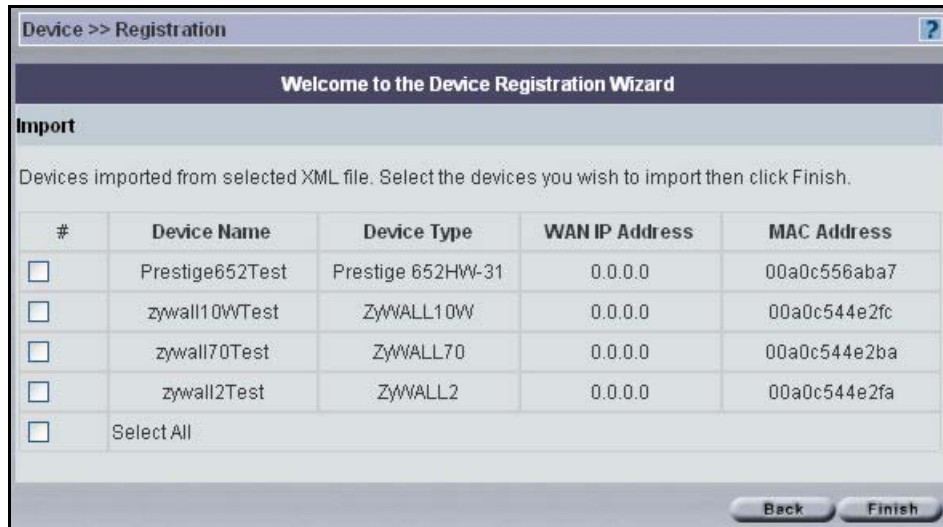 Device >> Registration ?
Welcome to the Device Registration Wizard
Import
Devices imported from selected XML file. Select the devices you wish to import then click Finish.
# Device Name Device Type WAN IP Address MAC Address
Prestige652Test Prestige 652HW-31 0.0.0.0 00a0c556aba7
zywall10WTest ZyWALL10W 0.0.0.0 00a0c544e2fc
zywall70Test ZyWALL70 0.0.0.0 00a0c544e2ba
zywall2Test ZyWALL2 0.0.0.0 00a0c544e2fa
Select All
Back Finish